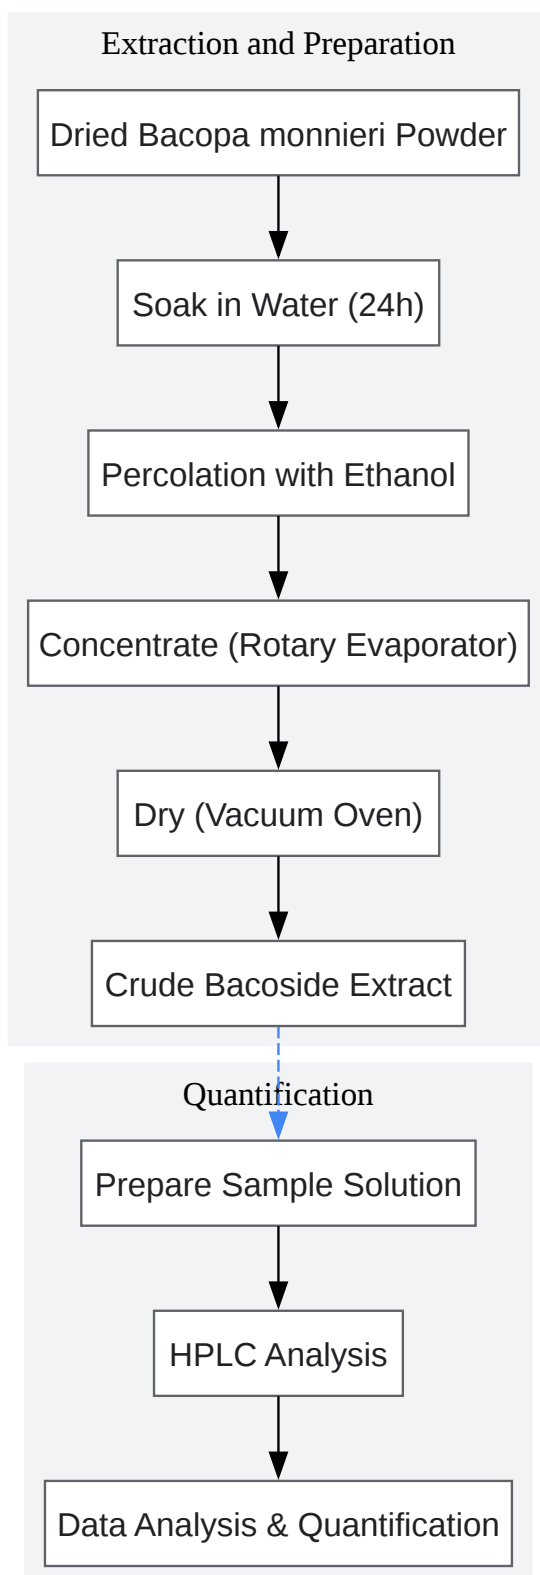 Extraction and Preparation
Dried Bacopa monnieri Powder
Soak in Water (24h)
Percolation with Ethanol
Concentrate (Rotary Evaporator)
Dry (Vacuum Oven)
Crude Bacoside Extract
Quantification
Prepare Sample Solution
HPLC Analysis
Data Analysis & Quantification